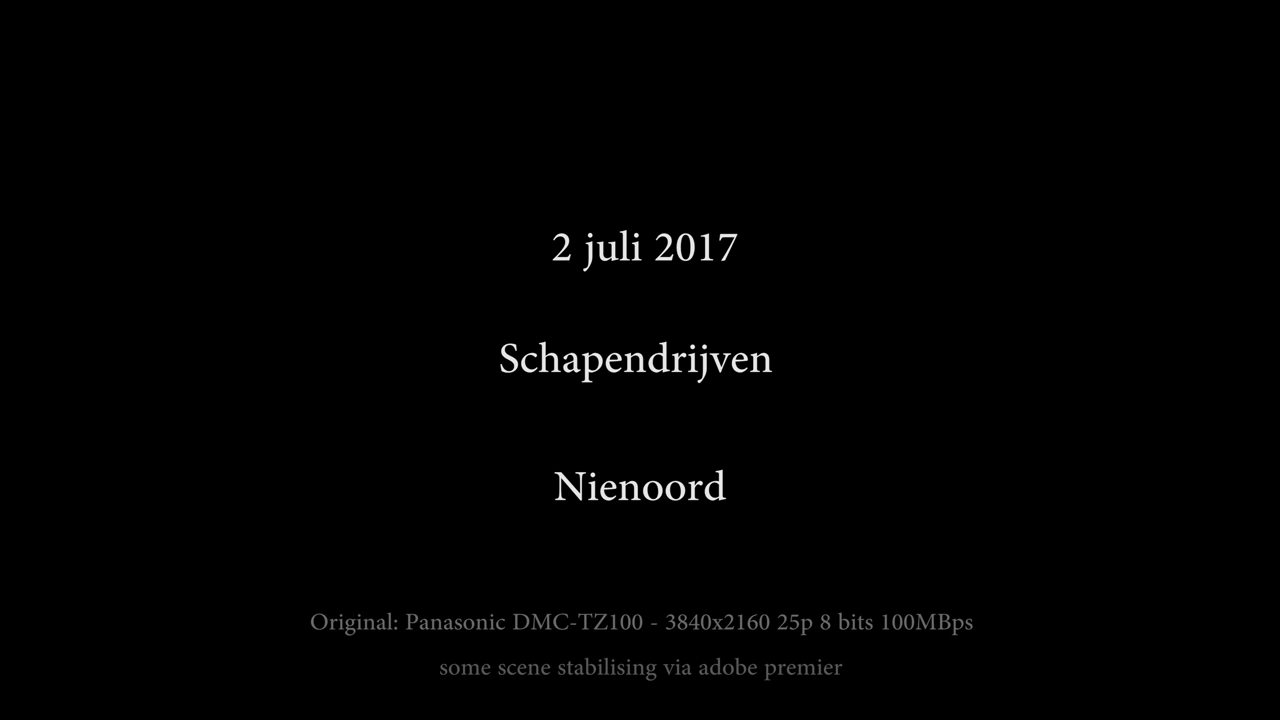 2 juli 2017
Schapendrijven
Nienoord
Original: Panasonic DMC-TZ100 - 3840x2160 25p 8 bits 100MBps
some scene stabilising via adobe premier